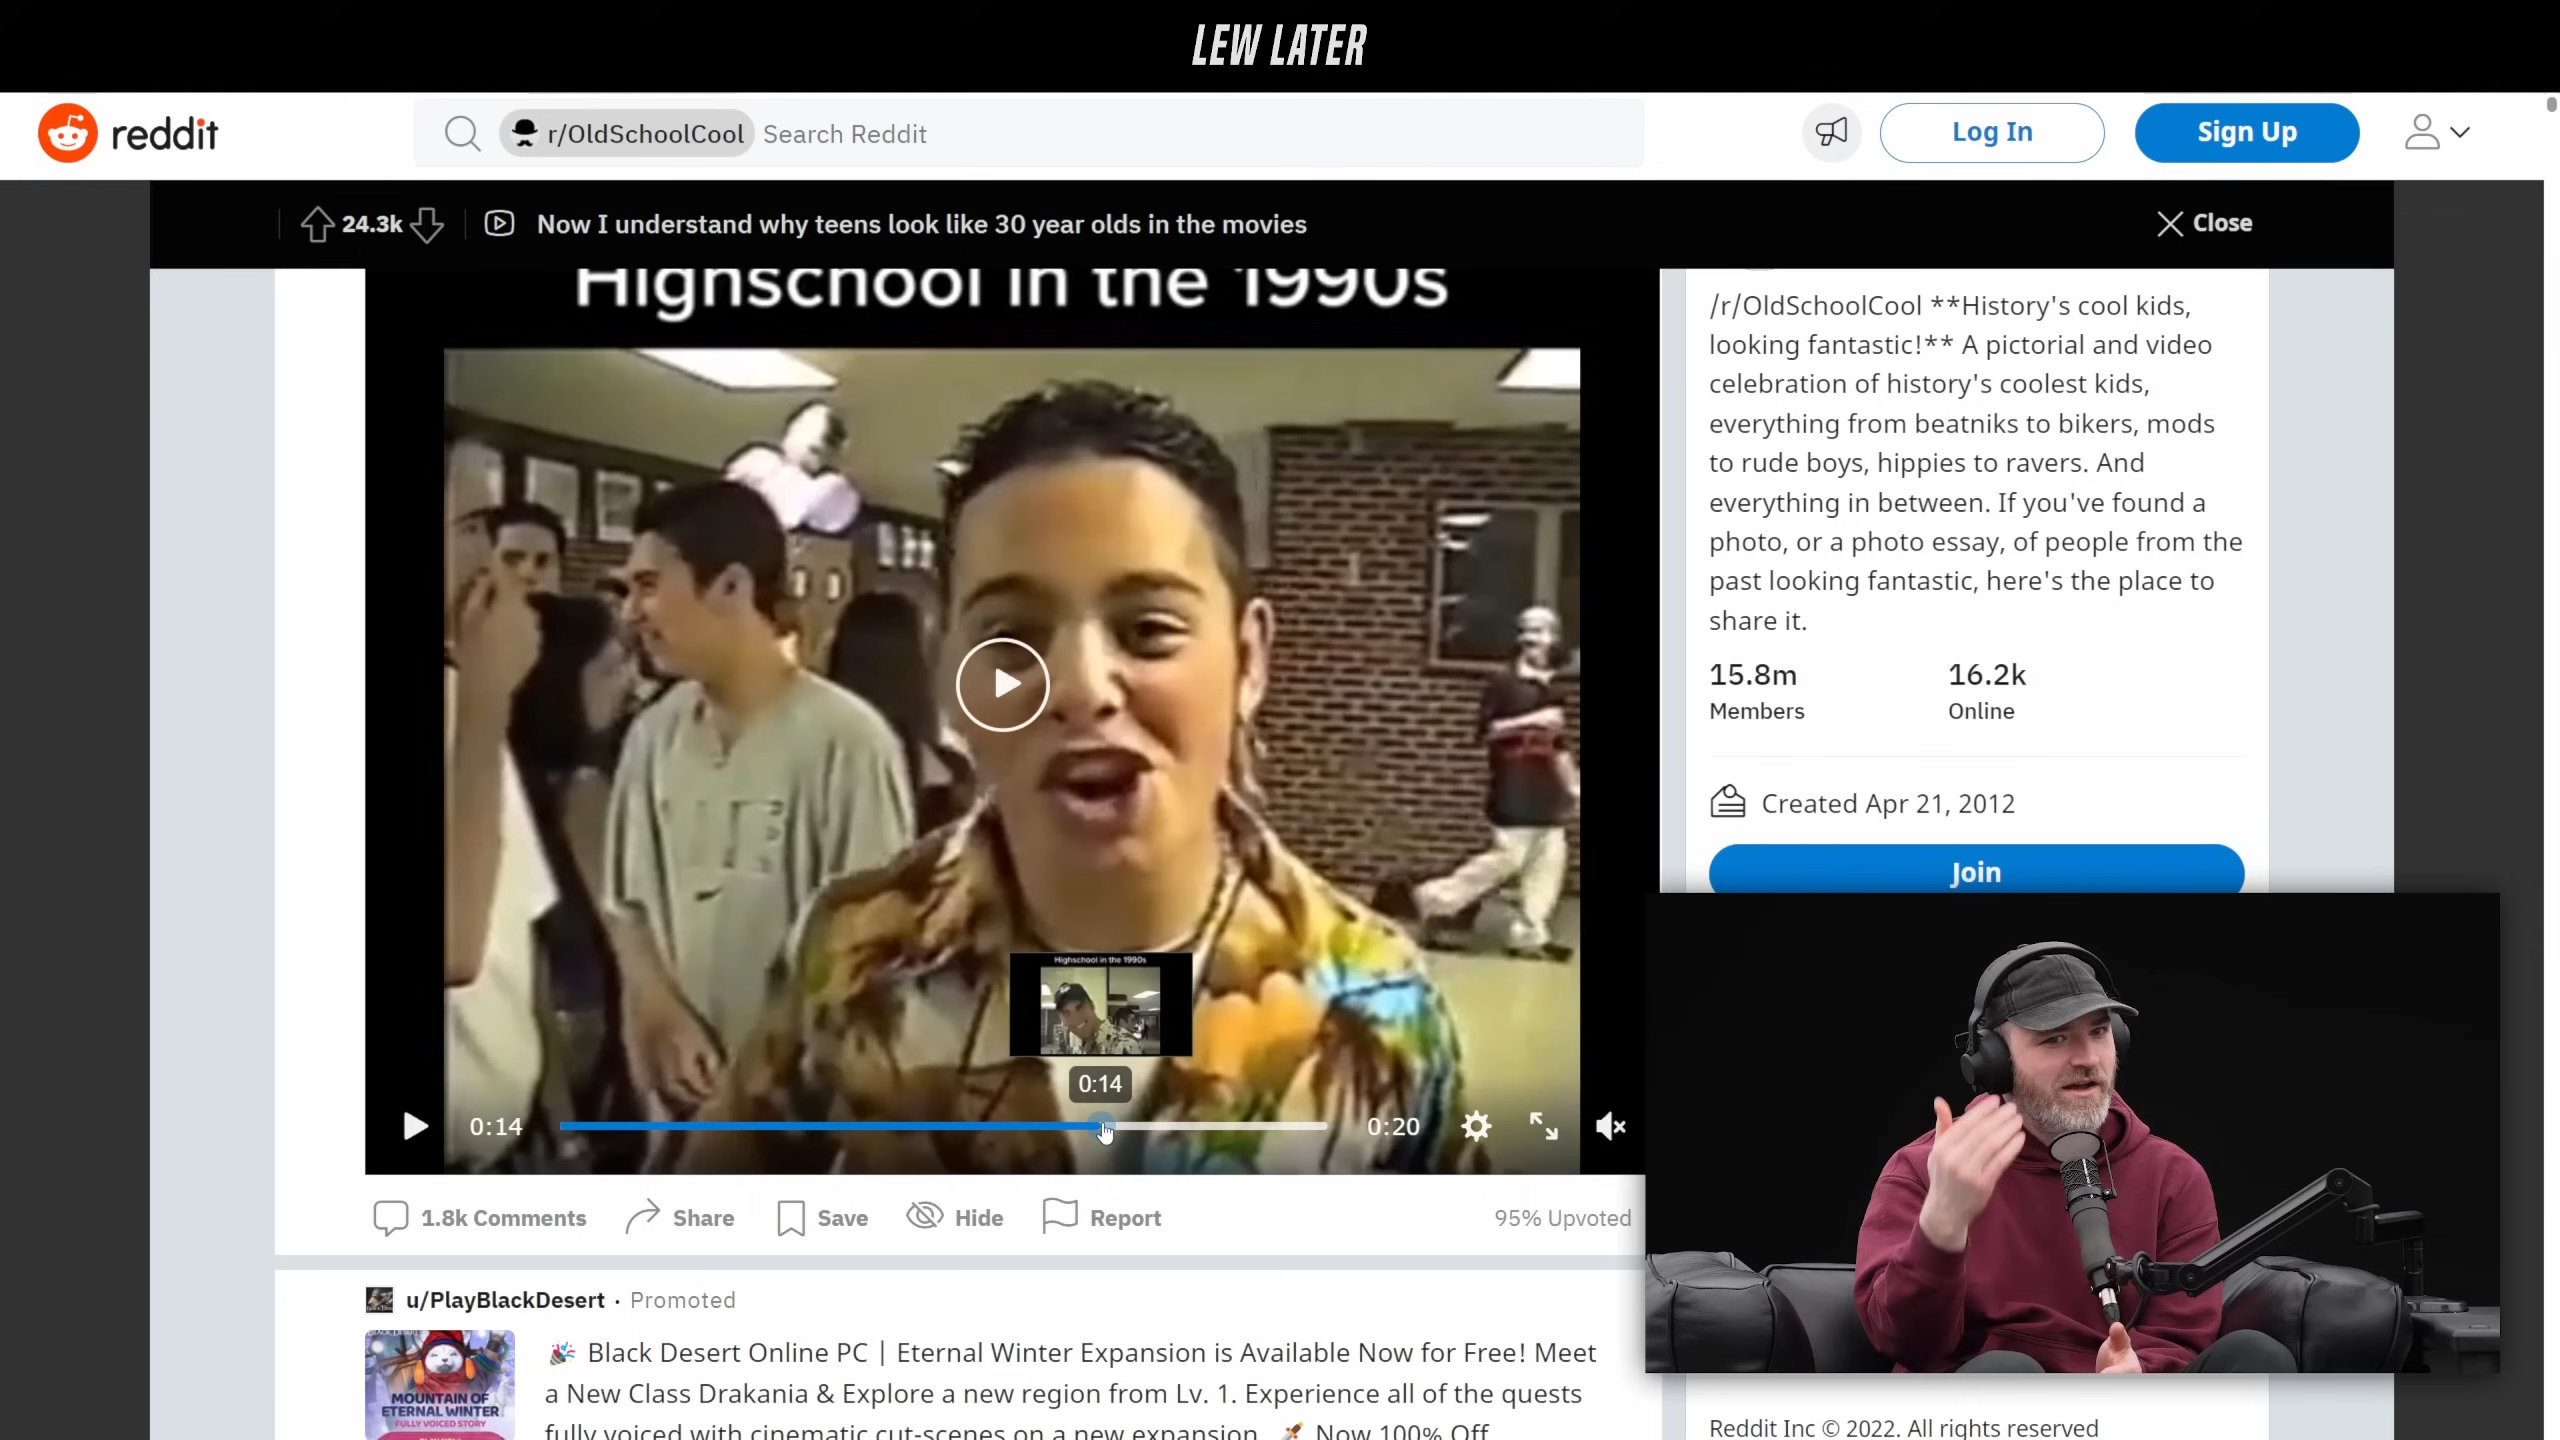 LEW LATER
reddit
r/OldSchoolCool Search Reddit
Log In
Sign Up
24.3k
Now I understand why teens look like 30 year olds in the movies
Close
Highschool in the 1990s
/r/OldSchoolCool **History's cool kids,
looking fantastic!** A pictorial and video
celebration of history's coolest kids,
everything from beatniks to bikers, mods
to rude boys, hippies to ravers. And
everything in between. If you've found a
photo, or a photo essay, of people from the
past looking fantastic, here's the place to
share it.
15.8m
Members
16.2k
Online
Created Apr 21, 2012
Join
Highschool in the 1990s
0:14
0:14
0:20
1.8k Comments
Share
Save
Hide
Report
95% Upvoted
u/PlayBlackDesert · Promoted
MOUNTAIN OF
ETERNAL WINTER
FULLY VOICED STORY
🎉 Black Desert Online PC | Eternal Winter Expansion is Available Now for Free! Meet
a New Class Drakania & Explore a new region from Lv. 1. Experience all of the quests
fully voiced with cinematic cut-scenes on a new expansion. 🚀 Now 100% Off
Reddit Inc © 2022. All rights reserved